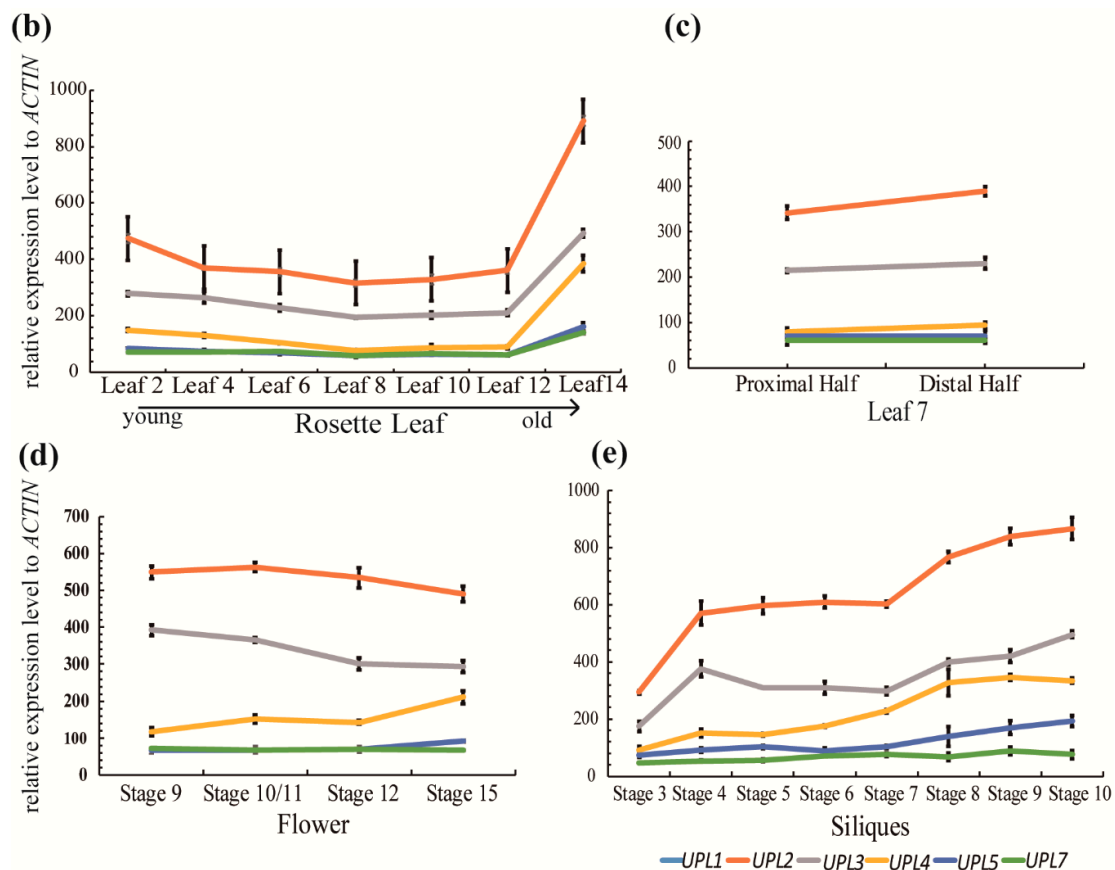 (b)
relative expression level to ACTIN
1000
800
600
400
200
0
Leaf 2 Leaf 4 Leaf 6 Leaf 8 Leaf 10 Leaf 12 Leaf14
young Rosette Leaf old
(c)
500
400
300
200
100
0
Proximal Half Distal Half
Leaf 7
(d)
relative expression level to ACTIN
700
600
500
400
300
200
100
0
Stage 9 Stage 10/11 Stage 12 Stage 15
Flower
(e)
1000
800
600
400
200
0
Stage 3 Stage 4 Stage 5 Stage 6 Stage 7 Stage 8 Stage 9 Stage 10
Siliques
UPL1 UPL2 UPL3 UPL4 UPL5 UPL7